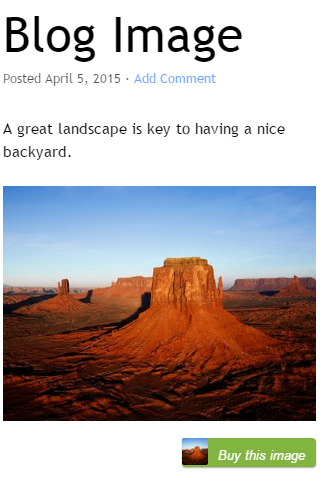 Blog Image
Posted April 5, 2015 · Add Comment
A great landscape is key to having a nice
backyard.
Buy this image